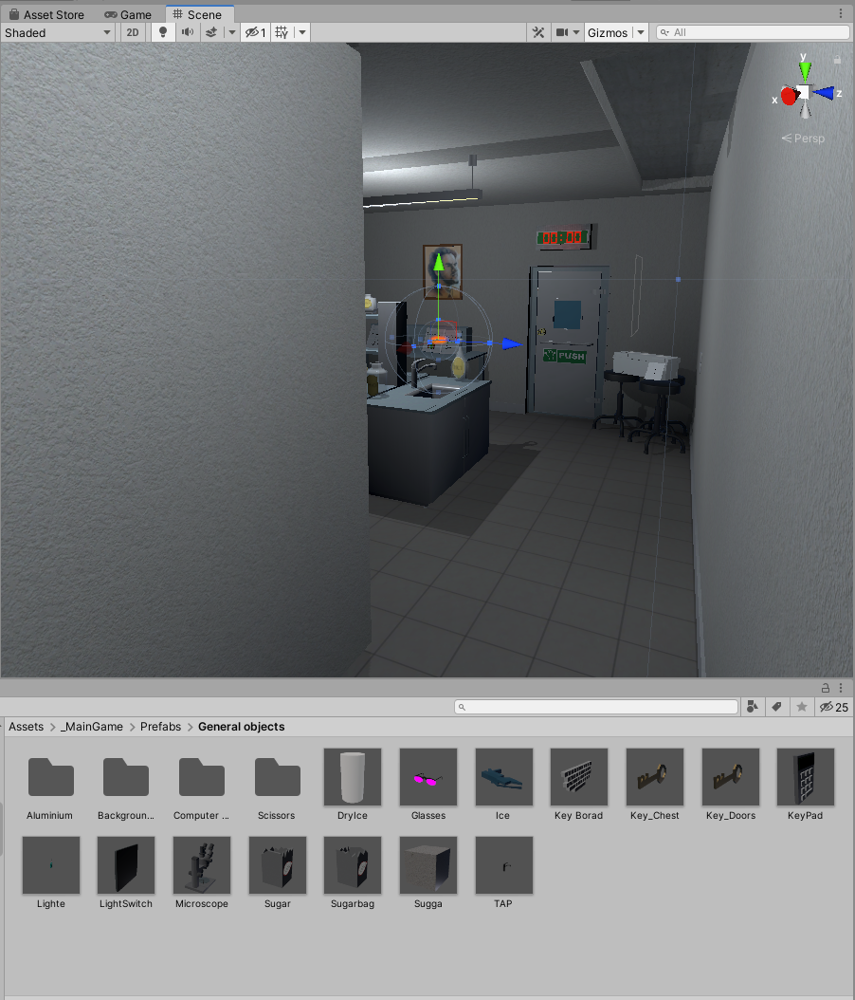 Asset Store Game Scene
Shaded 2D 1 Gizmos All
y
x z
Persp
00:00
PUSH
25
Assets > _MainGame > Prefabs > General objects
Aluminium Backgroun... Computer ... Scissors DryIce Glasses Ice Key Borad Key_Chest Key_Doors KeyPad
Lighte LightSwitch Microscope Sugar Sugarbag Sugga TAP